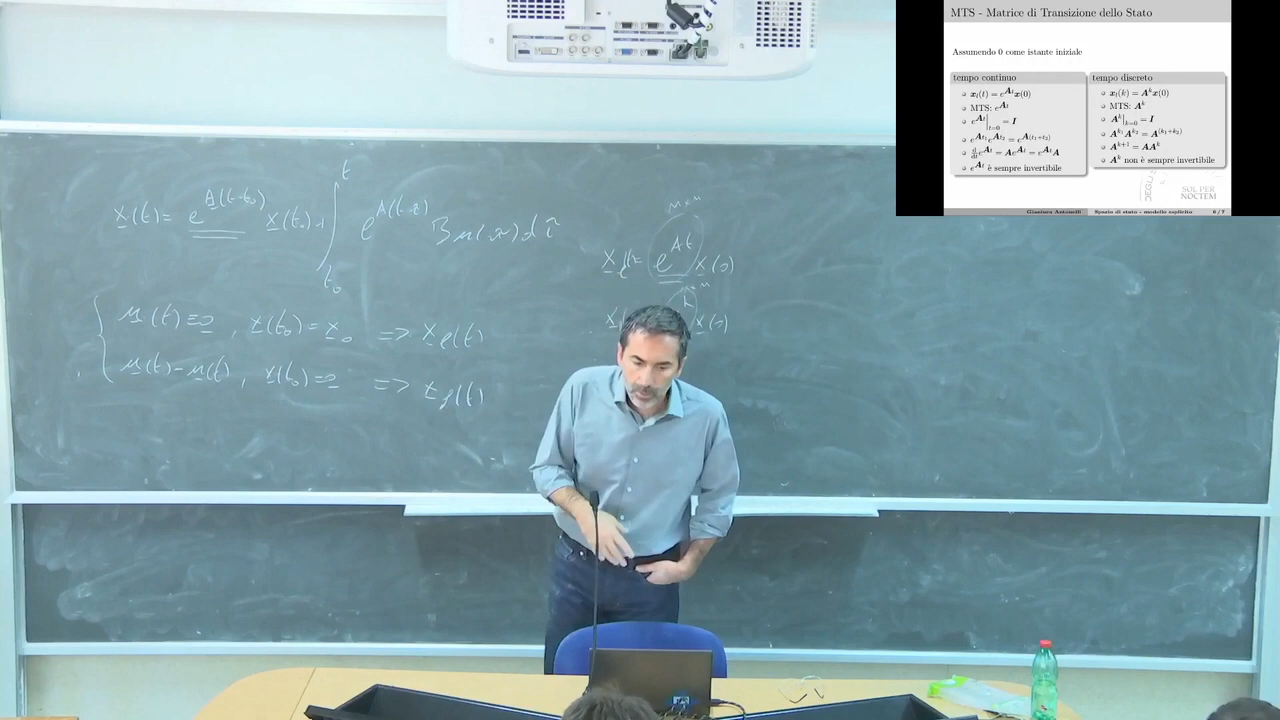 MTS - Matrice di Transizione dello Stato
Assumendo 0 come istante iniziale
tempo continuo
x_l(t) = e^{At}x(0)
MTS: e^{At}
e^{At}|_{t=0} = I
e^{At_1}e^{At_2} = e^{A(t_1+t_2)}
d/dt e^{At} = Ae^{At} = e^{At}A
e^{At} è sempre invertibile
tempo discreto
x_l(k) = A^k x(0)
MTS: A^k
A^k|_{k=0} = I
A^{k_1}A^{k_2} = A^{(k_1+k_2)}
A^{k+1} = AA^k
A^k non è sempre invertibile
SOL PER
NOCTEM
Gianluca Antonelli Spazio di stato - modello esplicito 6 / 7
x(t) = e^{A(t-t_0)} x(t_0) + ∫_{t_0}^{t} e^{A(t-τ)} Bu(τ)dτ
u(t)=0, x(t_0)=x_0 => x_l(t)
u(t)=u(t), x(t_0)=0 => x_f(t)
n×n
x_l(t)= e^{At} x(0)
n×n